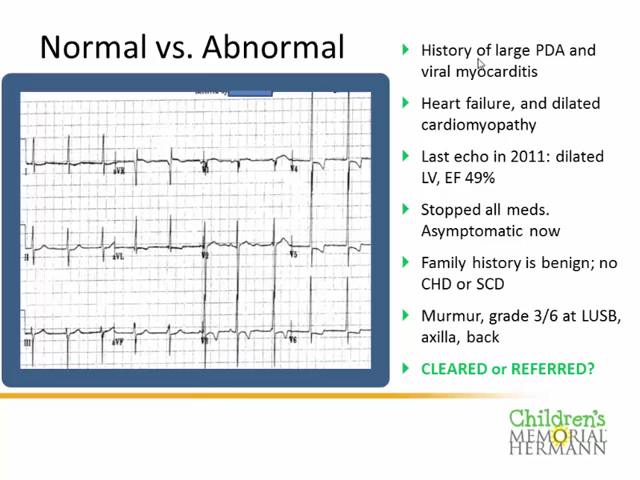 Normal vs. Abnormal
History of large PDA and
viral myocarditis
Heart failure, and dilated
cardiomyopathy
Last echo in 2011: dilated
LV, EF 49%
Stopped all meds.
Asymptomatic now
Family history is benign; no
CHD or SCD
Murmur, grade 3/6 at LUSB,
axilla, back
CLEARED or REFERRED?
I aVR V1 V4
II aVL V2 V5
III aVF V3 V6
Children's
MEMORIAL
HERMANN